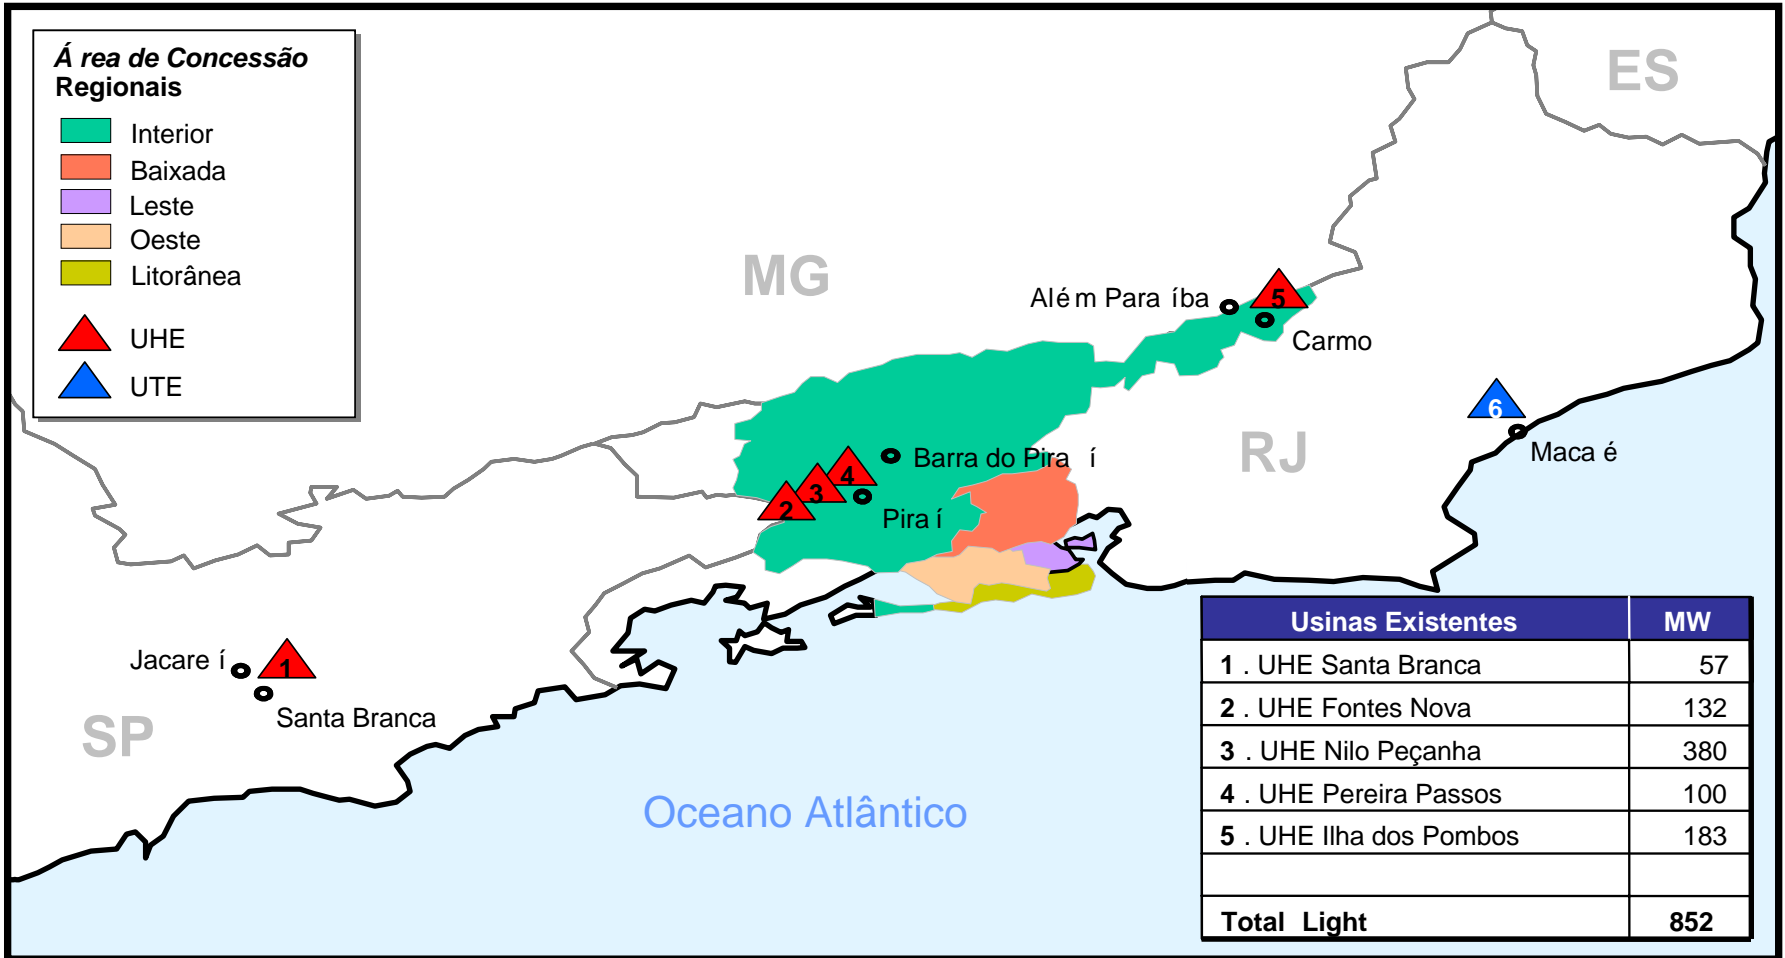 Á rea de Concessão
Regionais
Interior
Baixada
Leste
Oeste
Litorânea
UHE
UTE
ES
MG
RJ
SP
Alé m Para íba
5
Carmo
6
Maca é
Barra do Pira í
4
3
2
Pira í
Jacare í
1
Santa Branca
Oceano Atlântico
Usinas Existentes MW
1 . UHE Santa Branca 57
2 . UHE Fontes Nova 132
3 . UHE Nilo Peçanha 380
4 . UHE Pereira Passos 100
5 . UHE Ilha dos Pombos 183
Total Light 852